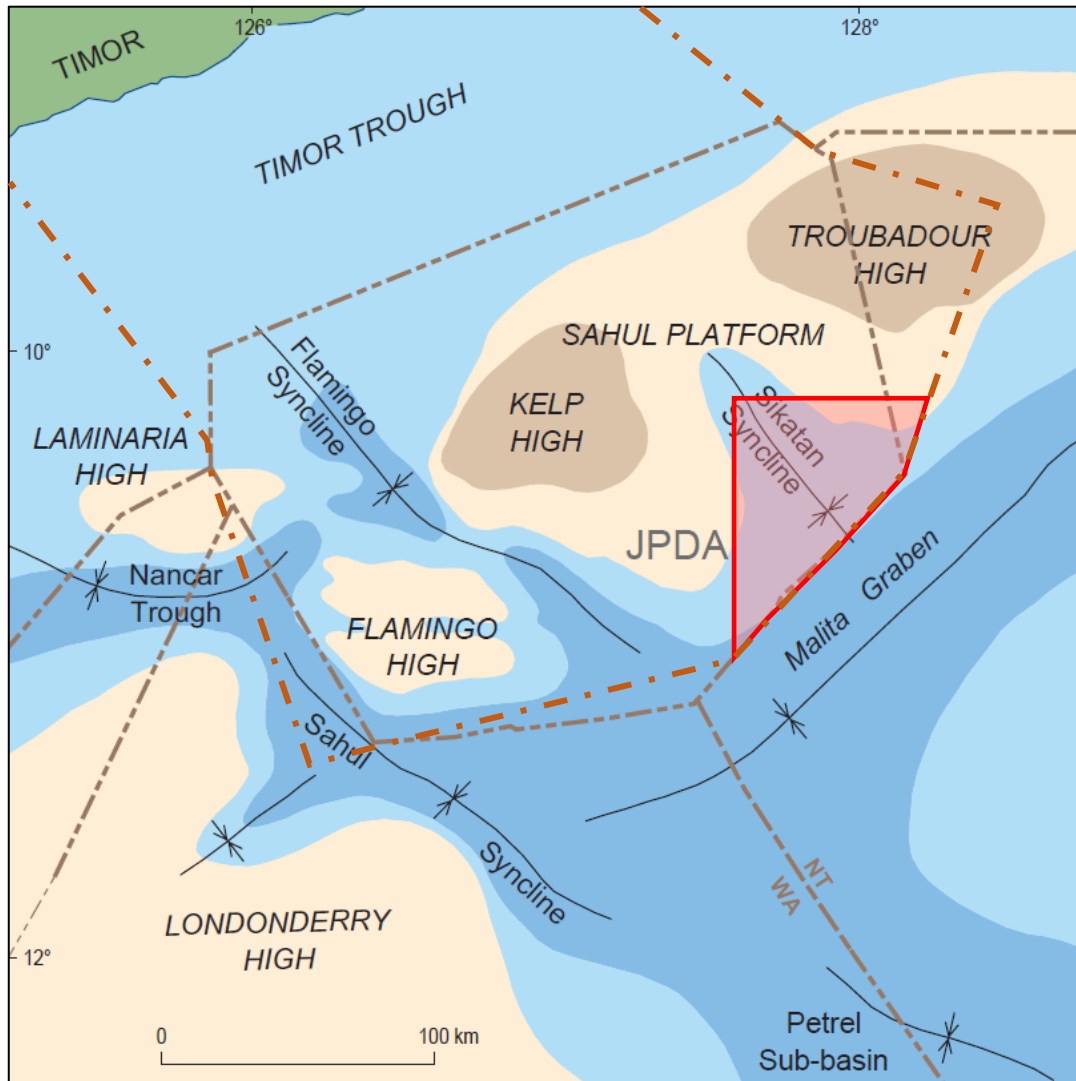 126°
128°
TIMOR
TIMOR TROUGH
TROUBADOUR
HIGH
10°
Flamingo
Syncline
SAHUL PLATFORM
KELP
HIGH
Sikatan
Syncline
LAMINARIA
HIGH
JPDA
Nancar
Trough
FLAMINGO
HIGH
Malita Graben
Sahul
Syncline
NT
WA
LONDONDERRY
HIGH
12°
0
100 km
Petrel
Sub-basin